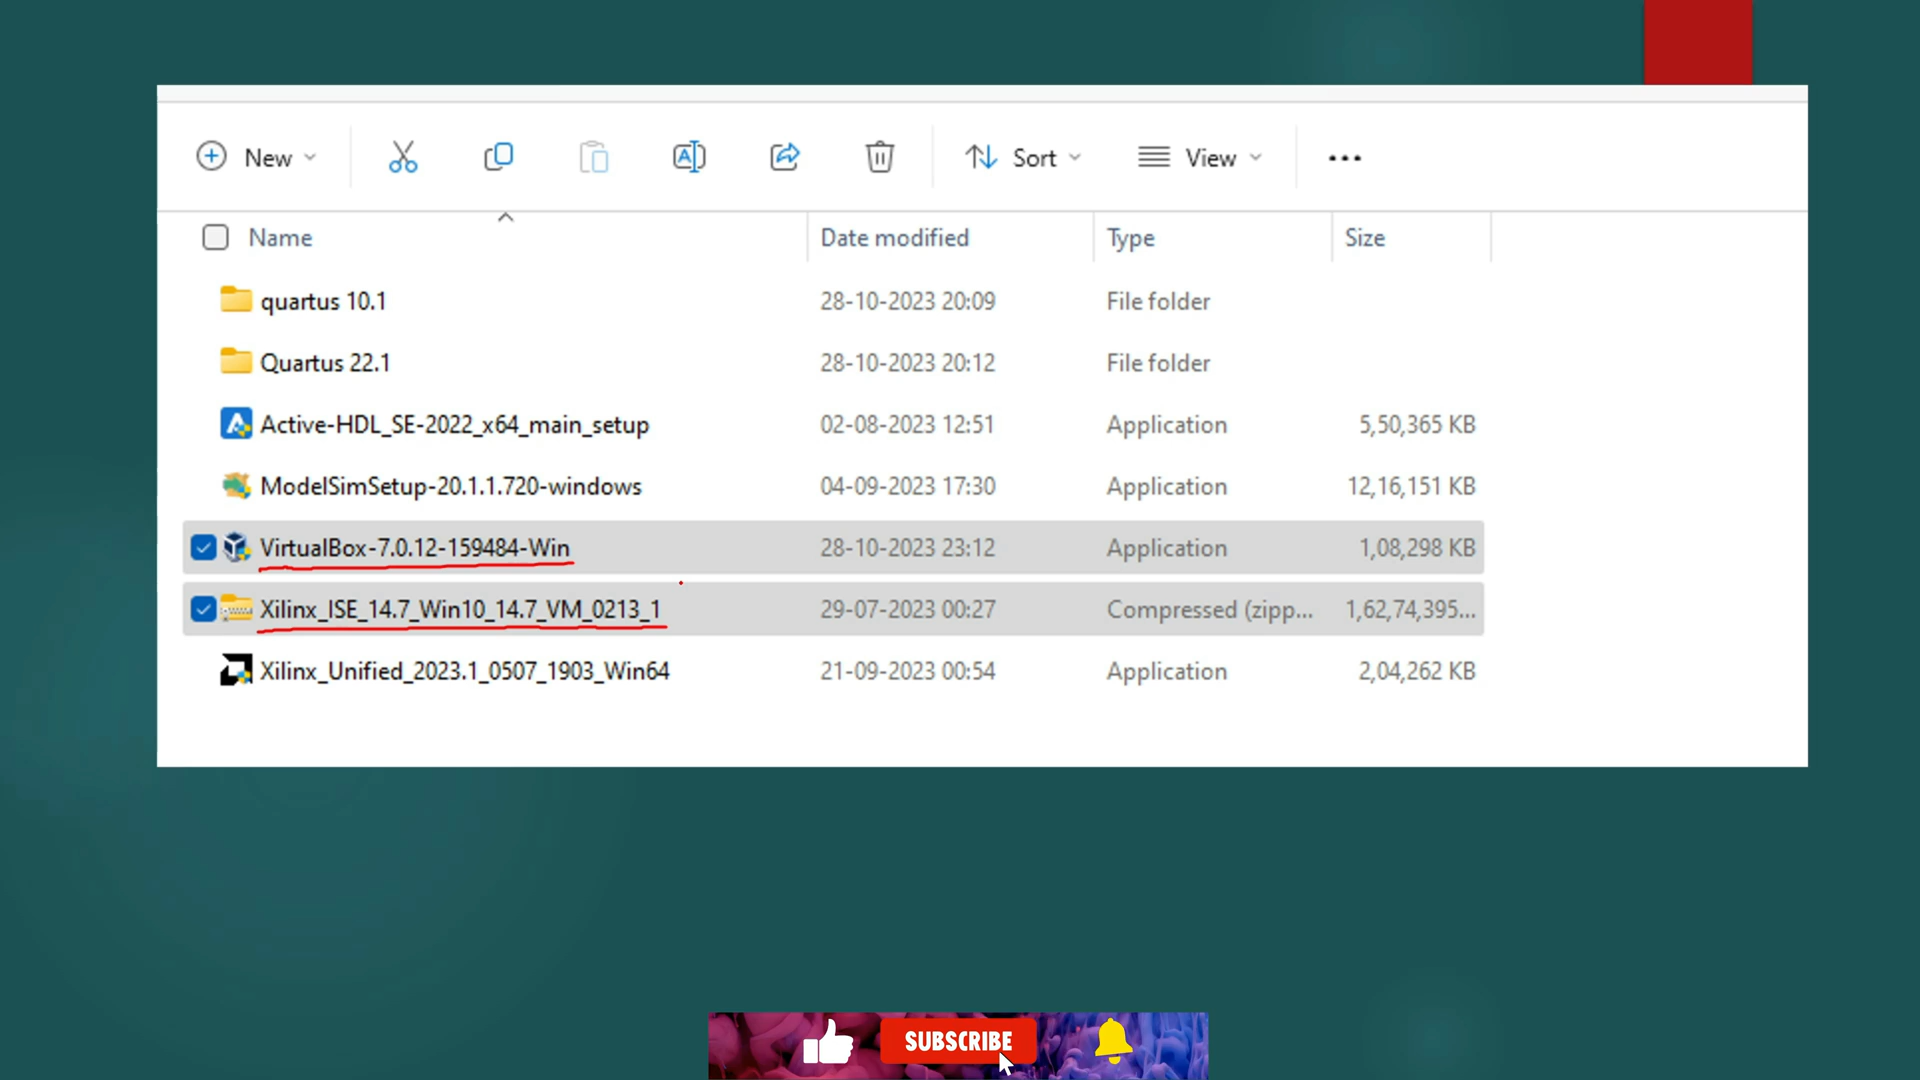 New Sort View
Name Date modified Type Size
quartus 10.1 28-10-2023 20:09 File folder
Quartus 22.1 28-10-2023 20:12 File folder
Active-HDL_SE-2022_x64_main_setup 02-08-2023 12:51 Application 5,50,365 KB
ModelSimSetup-20.1.1.720-windows 04-09-2023 17:30 Application 12,16,151 KB
VirtualBox-7.0.12-159484-Win 28-10-2023 23:12 Application 1,08,298 KB
Xilinx_ISE_14.7_Win10_14.7_VM_0213_1 29-07-2023 00:27 Compressed (zipp... 1,62,74,395...
Xilinx_Unified_2023.1_0507_1903_Win64 21-09-2023 00:54 Application 2,04,262 KB
SUBSCRIBE